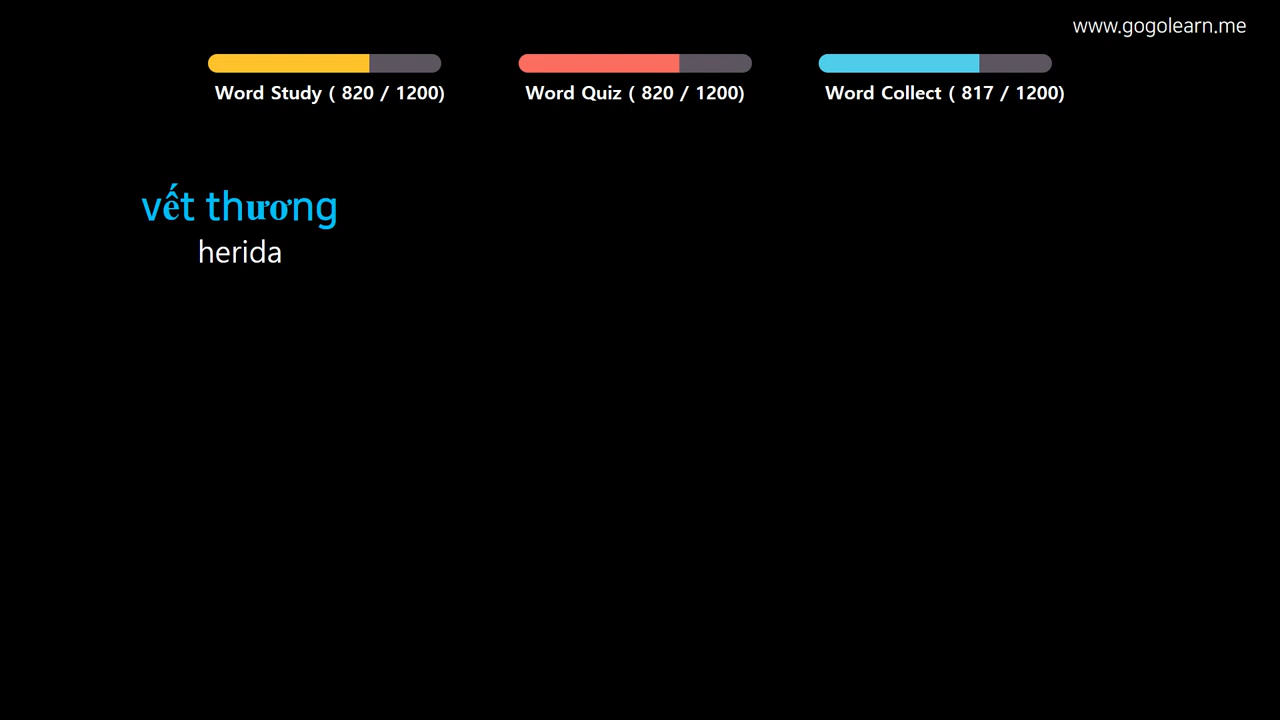 www.gogolearn.me
Word Study ( 820 / 1200)
Word Quiz ( 820 / 1200)
Word Collect ( 817 / 1200)
vết thương
herida